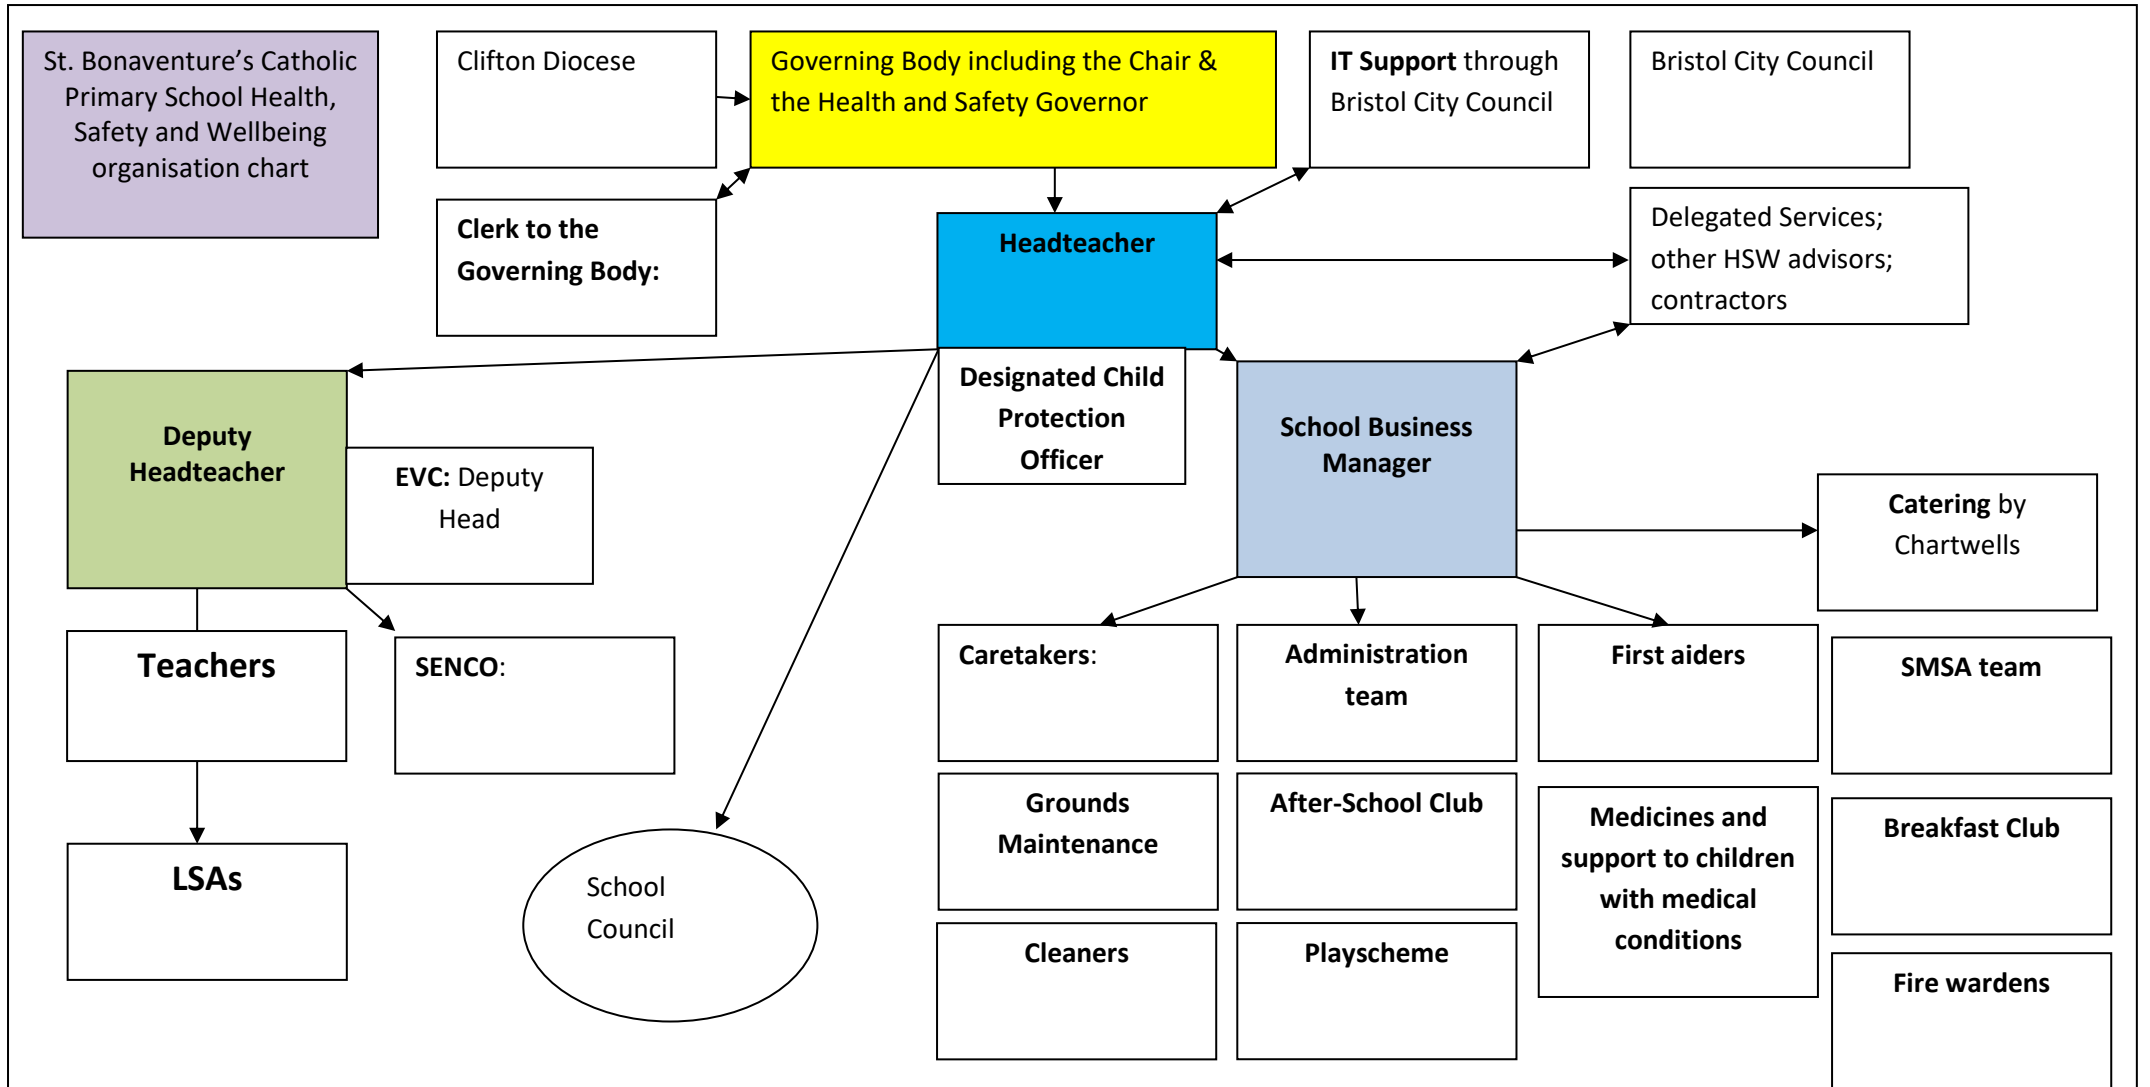 St. Bonaventure’s Catholic
Primary School Health,
Safety and Wellbeing
organisation chart
Clifton Diocese
Governing Body including the Chair &
the Health and Safety Governor
IT Support through
Bristol City Council
Bristol City Council
Clerk to the
Governing Body:
Headteacher
Delegated Services;
other HSW advisors;
contractors
Designated Child
Protection
Officer
Deputy
Headteacher
EVC: Deputy
Head
School Business
Manager
Catering by
Chartwells
Teachers
SENCO:
Caretakers:
Administration
team
First aiders
SMSA team
LSAs
School
Council
Grounds
Maintenance
After-School Club
Medicines and
support to children
with medical
conditions
Breakfast Club
Cleaners
Playscheme
Fire wardens